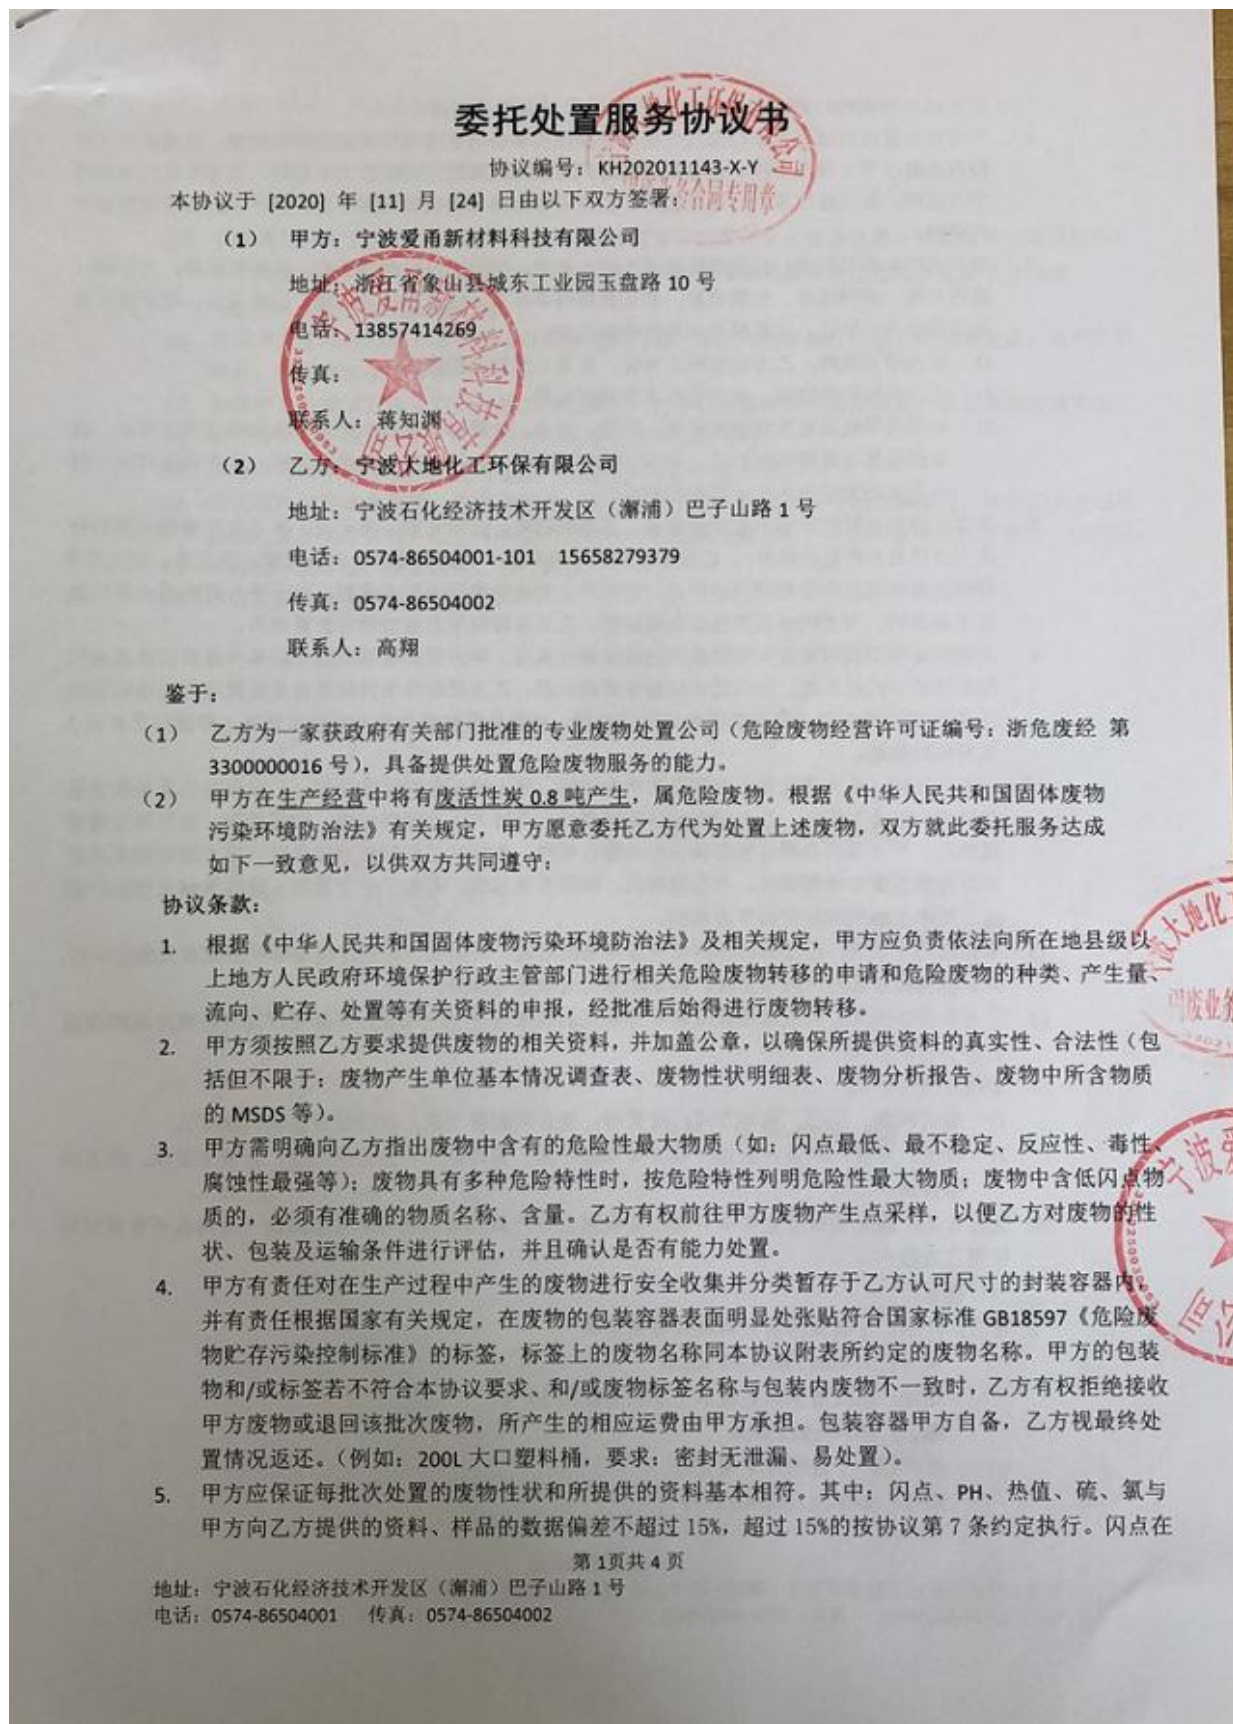 委托处置服务协议书
协议编号：KH202011143-X-Y
本协议于 [2020] 年 [11] 月 [24] 日由以下双方签署：
（1） 甲方：宁波爱甬新材料科技有限公司
地址：浙江省象山县城东工业园玉盘路 10 号
电话：13857414269
传真：
联系人：蒋知渊
（2） 乙方：宁波大地化工环保有限公司
地址：宁波石化经济技术开发区（澥浦）巴子山路 1 号
电话：0574-86504001-101 15658279379
传真：0574-86504002
联系人：高翔
鉴于：
（1） 乙方为一家获政府有关部门批准的专业废物处置公司（危险废物经营许可证编号：浙危废经 第
3300000016 号），具备提供处置危险废物服务的能力。
（2） 甲方在生产经营中将有废活性炭 0.8 吨产生，属危险废物。根据《中华人民共和国固体废物
污染环境防治法》有关规定，甲方愿意委托乙方代为处置上述废物，双方就此委托服务达成
如下一致意见，以供双方共同遵守：
协议条款：
1. 根据《中华人民共和国固体废物污染环境防治法》及相关规定，甲方应负责依法向所在地县级以
上地方人民政府环境保护行政主管部门进行相关危险废物转移的申请和危险废物的种类、产生量、
流向、贮存、处置等有关资料的申报，经批准后始得进行废物转移。
2. 甲方须按照乙方要求提供废物的相关资料，并加盖公章，以确保所提供资料的真实性、合法性（包
括但不限于：废物产生单位基本情况调查表、废物性状明细表、废物分析报告、废物中所含物质
的 MSDS 等）。
3. 甲方需明确向乙方指出废物中含有的危险性最大物质（如：闪点最低、最不稳定、反应性、毒性、
腐蚀性最强等）；废物具有多种危险特性时，按危险特性列明危险性最大物质；废物中含低闪点物
质的，必须有准确的物质名称、含量。乙方有权前往甲方废物产生点采样，以便乙方对废物的性
状、包装及运输条件进行评估，并且确认是否有能力处置。
4. 甲方有责任对在生产过程中产生的废物进行安全收集并分类暂存于乙方认可尺寸的封装容器内，
并有责任根据国家有关规定，在废物的包装容器表面明显处张贴符合国家标准 GB18597《危险废
物贮存污染控制标准》的标签，标签上的废物名称同本协议附表所约定的废物名称。甲方的包装
物和/或标签若不符合本协议要求、和/或废物标签名称与包装内废物不一致时，乙方有权拒绝接收
甲方废物或退回该批次废物，所产生的相应运费由甲方承担。包装容器甲方自备，乙方视最终处
置情况返还。（例如：200L 大口塑料桶，要求：密封无泄漏、易处置）。
5. 甲方应保证每批次处置的废物性状和所提供的资料基本相符。其中：闪点、PH、热值、硫、氯与
甲方向乙方提供的资料、样品的数据偏差不超过 15%，超过 15%的按协议第 7 条约定执行。闪点在
第 1页共 4 页
地址：宁波石化经济技术开发区（澥浦）巴子山路 1 号
电话：0574-86504001 传真：0574-86504002